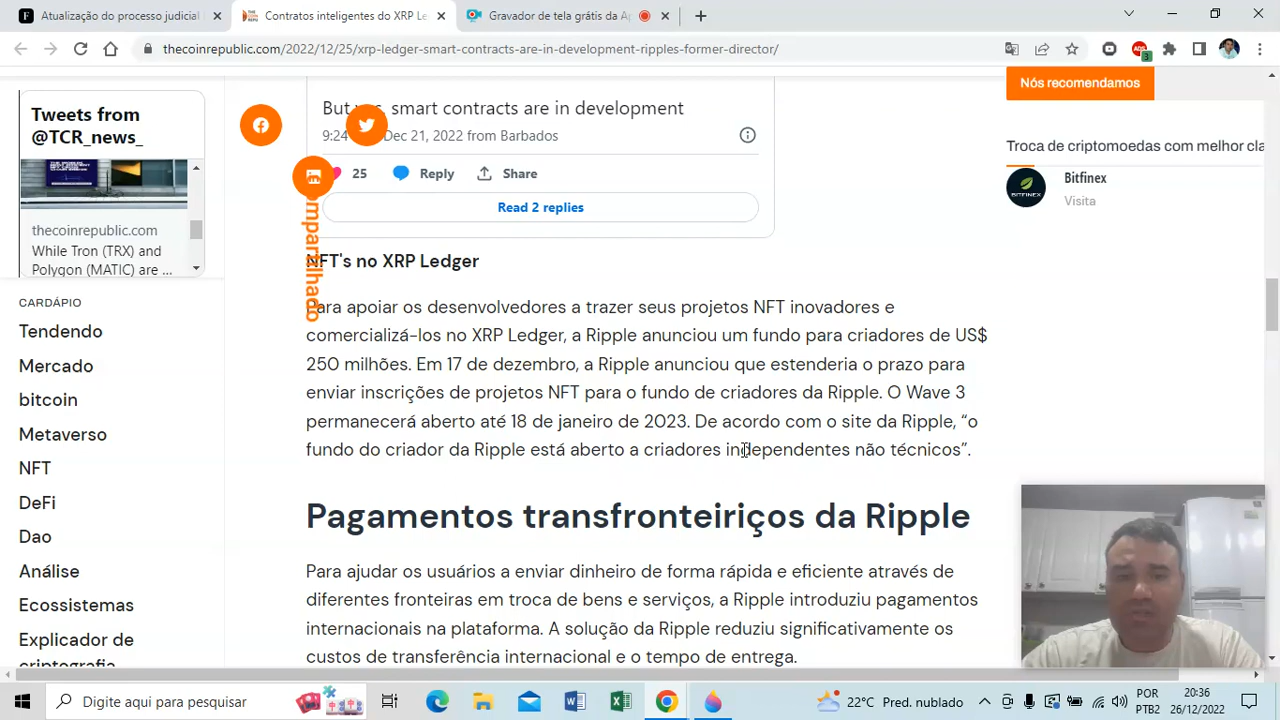 Atualização do processo judicial
Contratos inteligentes do XRP Le
Gravador de tela grátis da Ap
thecoinrepublic.com/2022/12/25/xrp-ledger-smart-contracts-are-in-development-ripples-former-director/
Tweets from
@TCR_news_
thecoinrepublic.com
While Tron (TRX) and
Polygon (MATIC) are ...
CARDÁPIO
Tendendo
Mercado
bitcoin
Metaverso
NFT
DeFi
Dao
Análise
Ecossistemas
Explicador de
criptografia
mpartilhado
smart contracts are in development
9:24 Dec 21, 2022 from Barbados
25 Reply Share
Read 2 replies
NFT's no XRP Ledger
Para apoiar os desenvolvedores a trazer seus projetos NFT inovadores e
comercializá-los no XRP Ledger, a Ripple anunciou um fundo para criadores de US$
250 milhões. Em 17 de dezembro, a Ripple anunciou que estenderia o prazo para
enviar inscrições de projetos NFT para o fundo de criadores da Ripple. O Wave 3
permanecerá aberto até 18 de janeiro de 2023. De acordo com o site da Ripple, “o
fundo do criador da Ripple está aberto a criadores independentes não técnicos”.
Pagamentos transfronteiriços da Ripple
Para ajudar os usuários a enviar dinheiro de forma rápida e eficiente através de
diferentes fronteiras em troca de bens e serviços, a Ripple introduziu pagamentos
internacionais na plataforma. A solução da Ripple reduziu significativamente os
custos de transferência internacional e o tempo de entrega.
Nós recomendamos
Troca de criptomoedas com melhor cla
BITFINEX
Bitfinex
Visita
Digite aqui para pesquisar
22°C Pred. nublado
POR
PTB2
20:36
26/12/2022